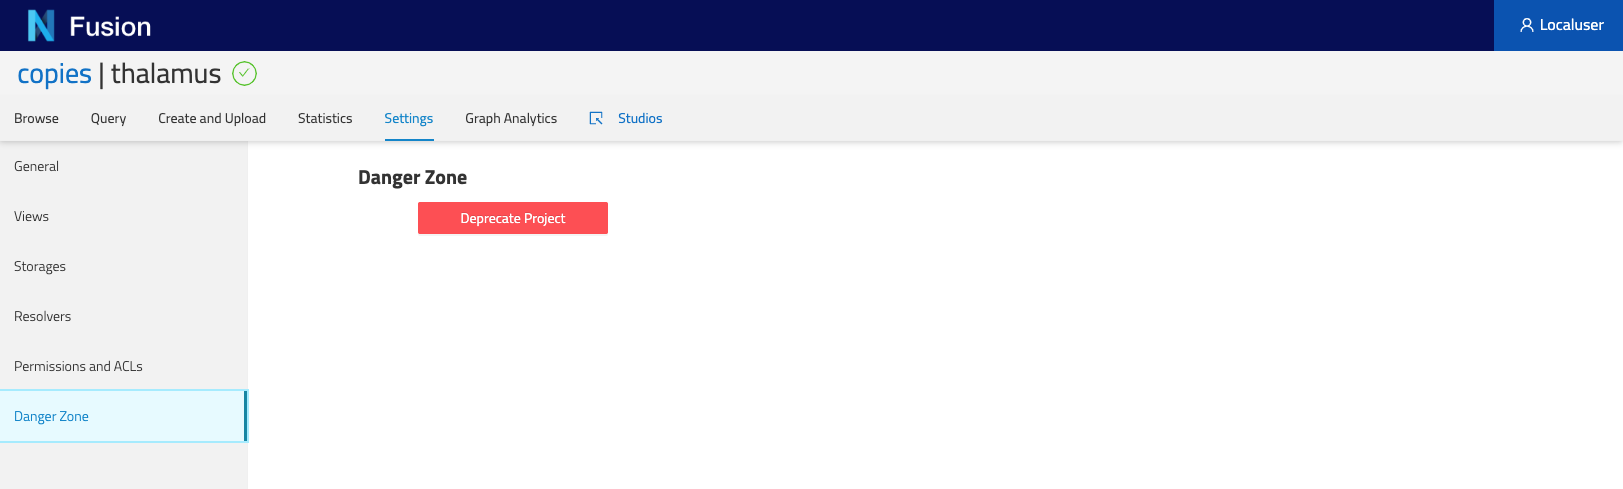 Fusion
Localuser
copies | thalamus
Browse Query Create and Upload Statistics Settings Graph Analytics Studios
General
Views
Storages
Resolvers
Permissions and ACLs
Danger Zone
Danger Zone
Deprecate Project